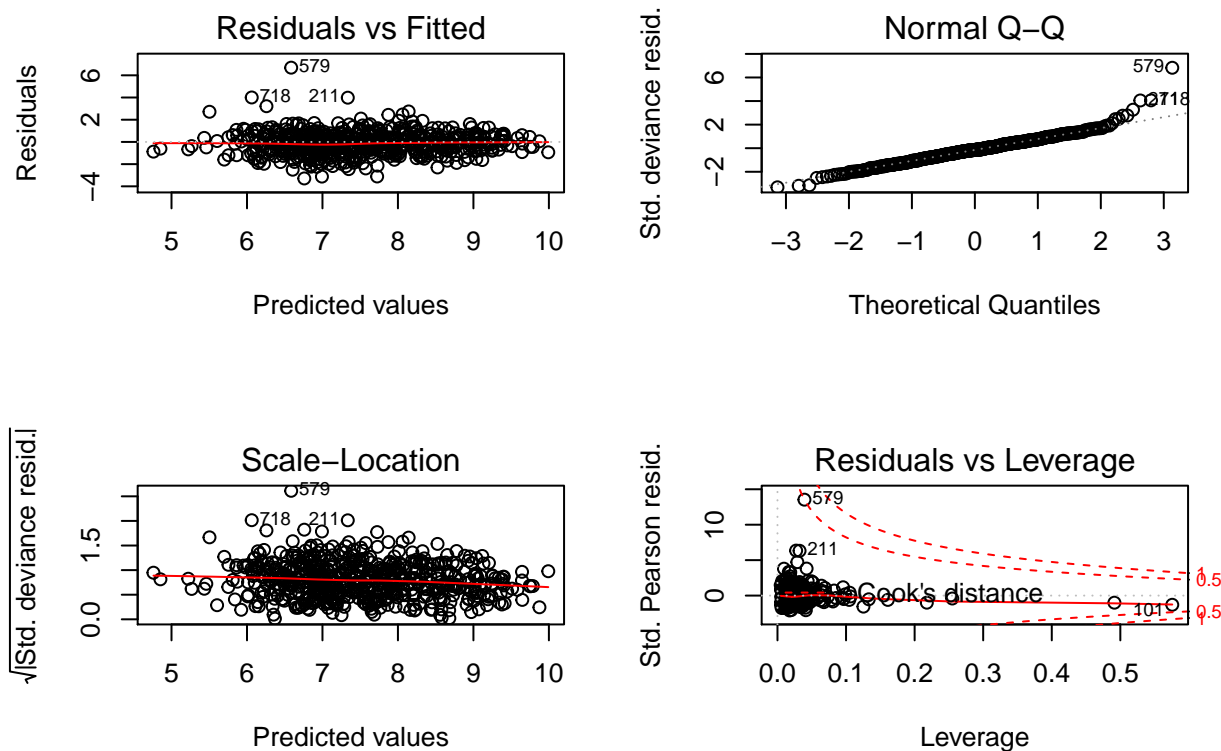 Residuals vs Fitted
Residuals
6
2
−4
579
718
211
5 6 7 8 9 10
Predicted values
Normal Q−Q
Std. deviance resid.
6
2
−2
579
718
−3 −2 −1 0 1 2 3
Theoretical Quantiles
Scale−Location
√|Std. deviance resid.|
1.5
0.0
579
718
211
5 6 7 8 9 10
Predicted values
Residuals vs Leverage
Std. Pearson resid.
10
0
579
211
Cook's distance
101
1
0.5
0.5
1
0.0 0.1 0.2 0.3 0.4 0.5
Leverage